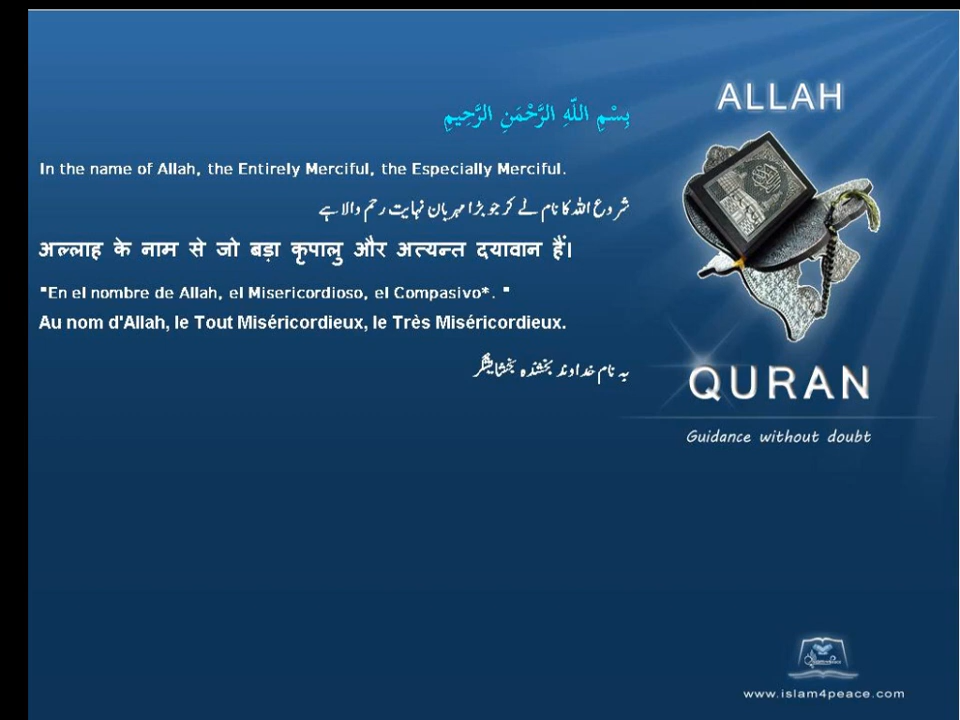 بِسْمِ اللّهِ الرَّحْمَنِ الرَّحِيمِ
In the name of Allah, the Entirely Merciful, the Especially Merciful.
شروع اللہ کا نام لے کر جو بڑا مہربان نہایت رحم والا ہے
अल्लाह के नाम से जो बड़ा कृपालु और अत्यन्त दयावान हैं।
"En el nombre de Allah, el Misericordioso, el Compasivo*. "
Au nom d'Allah, le Tout Miséricordieux, le Très Miséricordieux.
به نام خداوند بخشنده بخشایشگر
ALLAH
QURAN
Guidance without doubt
www.islam4peace.com